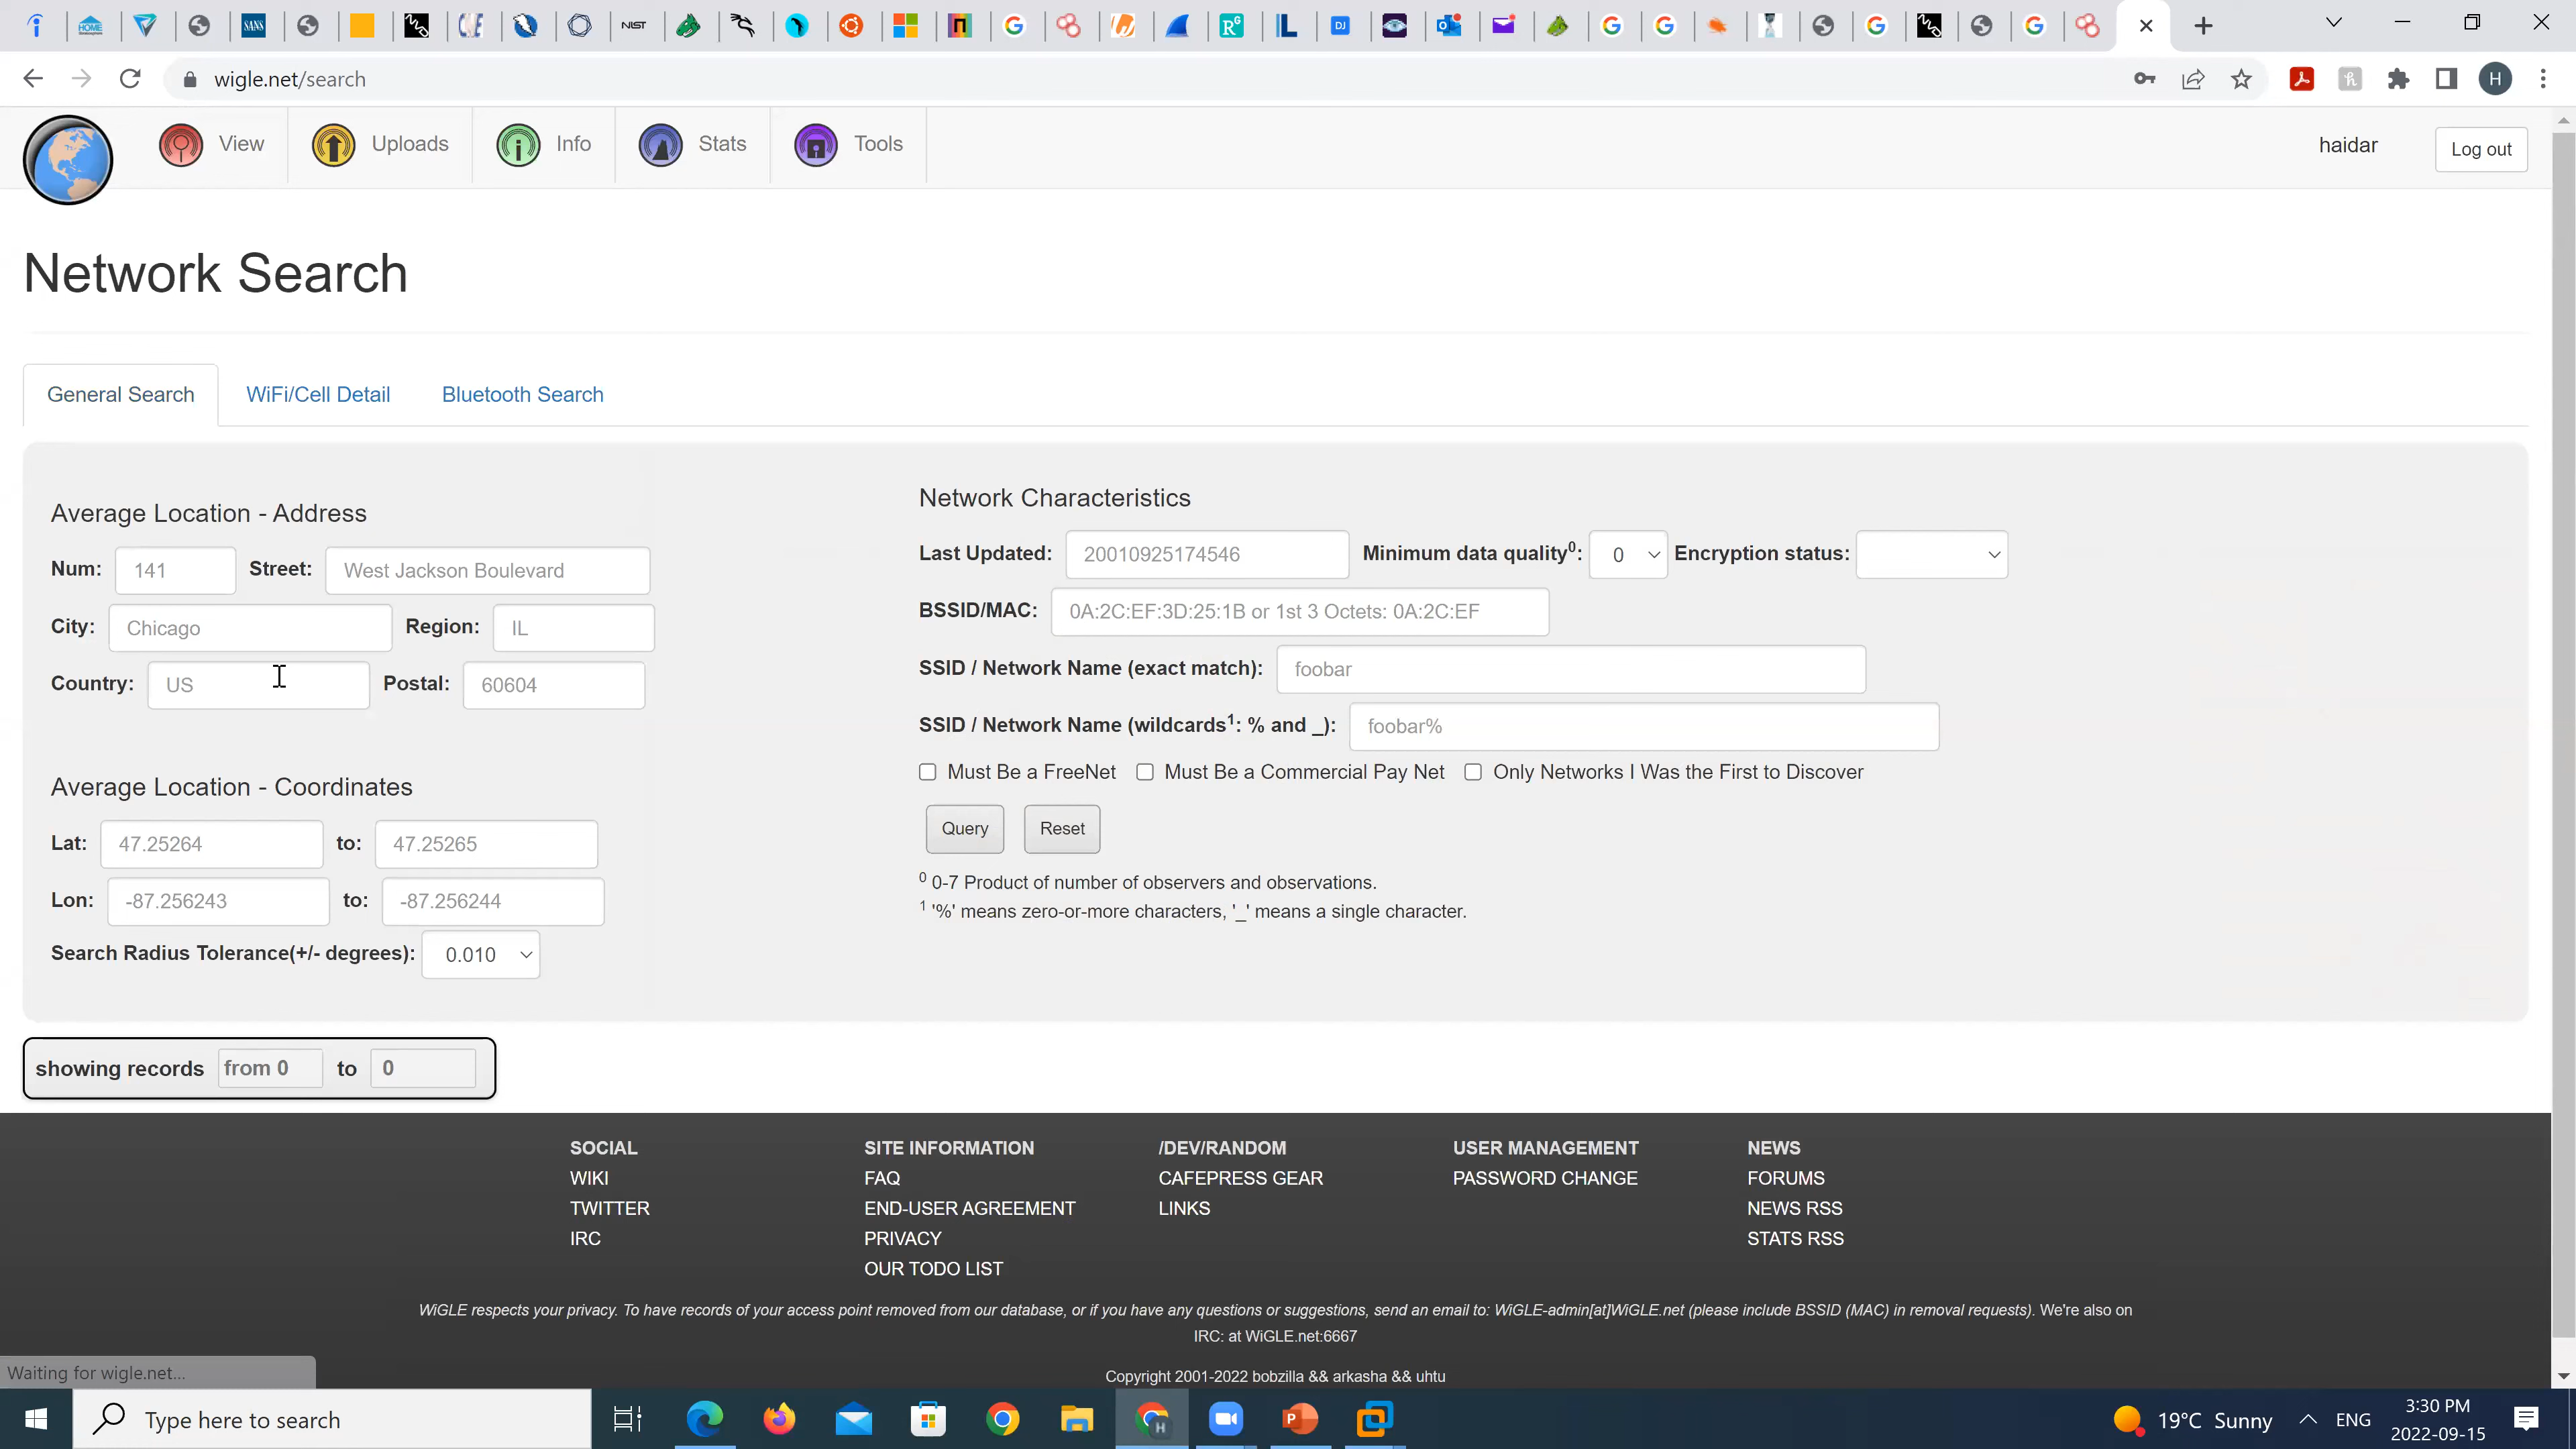 SANS NIST DJ
wigle.net/search
H
View Uploads Info Stats Tools haidar Log out
Network Search
General Search WiFi/Cell Detail Bluetooth Search
Average Location - Address
Num: 141 Street: West Jackson Boulevard
City: Chicago Region: IL
Country: US Postal: 60604
Average Location - Coordinates
Lat: 47.25264 to: 47.25265
Lon: -87.256243 to: -87.256244
Search Radius Tolerance(+/- degrees): 0.010
Network Characteristics
Last Updated: 20010925174546 Minimum data quality⁰: 0 Encryption status:
BSSID/MAC: 0A:2C:EF:3D:25:1B or 1st 3 Octets: 0A:2C:EF
SSID / Network Name (exact match): foobar
SSID / Network Name (wildcards¹: % and _): foobar%
Must Be a FreeNet Must Be a Commercial Pay Net Only Networks I Was the First to Discover
Query Reset
⁰ 0-7 Product of number of observers and observations.
¹ '%' means zero-or-more characters, '_' means a single character.
showing records from 0 to 0
SOCIAL
WIKI
TWITTER
IRC
SITE INFORMATION
FAQ
END-USER AGREEMENT
PRIVACY
OUR TODO LIST
/DEV/RANDOM
CAFEPRESS GEAR
LINKS
USER MANAGEMENT
PASSWORD CHANGE
NEWS
FORUMS
NEWS RSS
STATS RSS
WiGLE respects your privacy. To have records of your access point removed from our database, or if you have any questions or suggestions, send an email to: WiGLE-admin[at]WiGLE.net (please include BSSID (MAC) in removal requests). We're also on
IRC: at WiGLE.net:6667
Copyright 2001-2022 bobzilla && arkasha && uhtu
Waiting for wigle.net...
Type here to search
19°C Sunny ENG
3:30 PM
2022-09-15